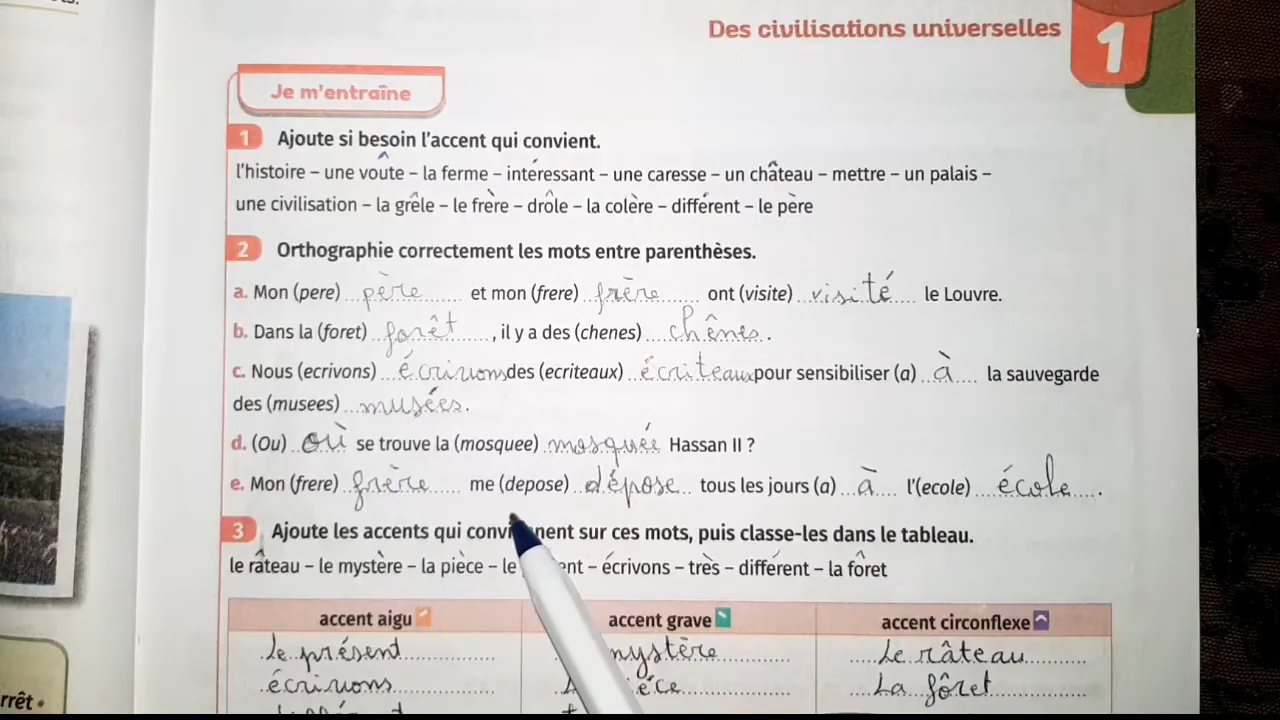 Des civilisations universelles
1
Je m'entraîne
1 Ajoute si besoin l'accent qui convient.
l'histoire – une voûte – la ferme – intéressant – une caresse – un château – mettre – un palais –
une civilisation – la grêle – le frère – drôle – la colère – différent – le père
2 Orthographie correctement les mots entre parenthèses.
a. Mon (pere) père et mon (frere) frère ont (visite) visité le Louvre.
b. Dans la (foret) forêt, il y a des (chenes) chênes.
c. Nous (ecrivons) écrivons des (ecriteaux) écriteaux pour sensibiliser (a) à la sauvegarde
des (musees) musées.
d. (Ou) Où se trouve la (mosquee) mosquée Hassan II ?
e. Mon (frere) frère me (depose) dépose tous les jours (a) à l'(ecole) école.
3 Ajoute les accents qui conviennent sur ces mots, puis classe-les dans le tableau.
le râteau – le mystère – la pièce – le – écrivons – très – différent – la fôret
accent aigu accent grave accent circonflexe
Le présent mystère Le râteau
écrivons La fôret
rrêt •